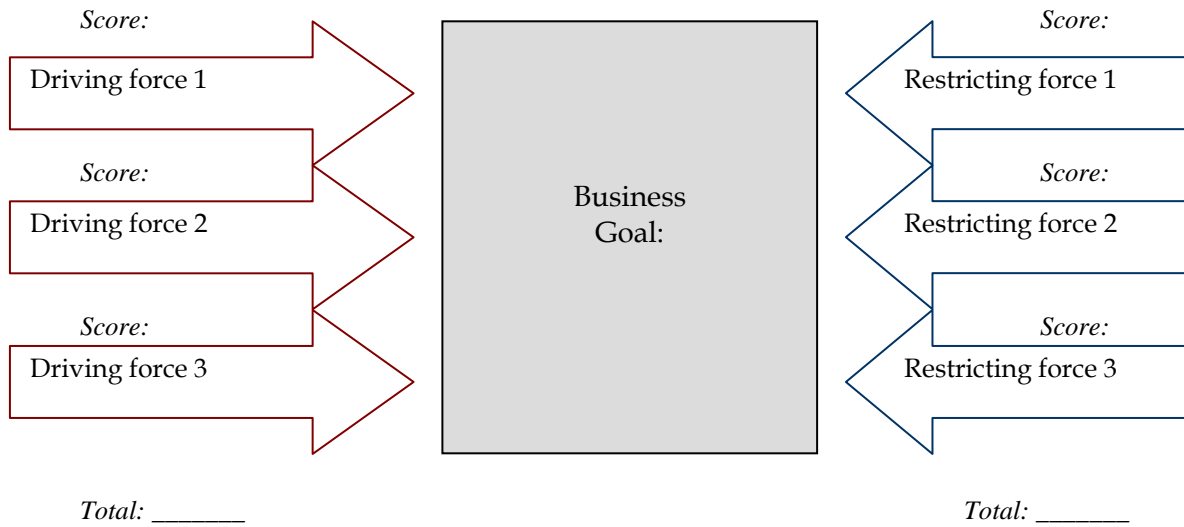 Score:
Score:
Driving force 1
Restricting force 1
Score:
Score:
Driving force 2
Business
Goal:
Restricting force 2
Score:
Score:
Driving force 3
Restricting force 3
Total: _______
Total: _______